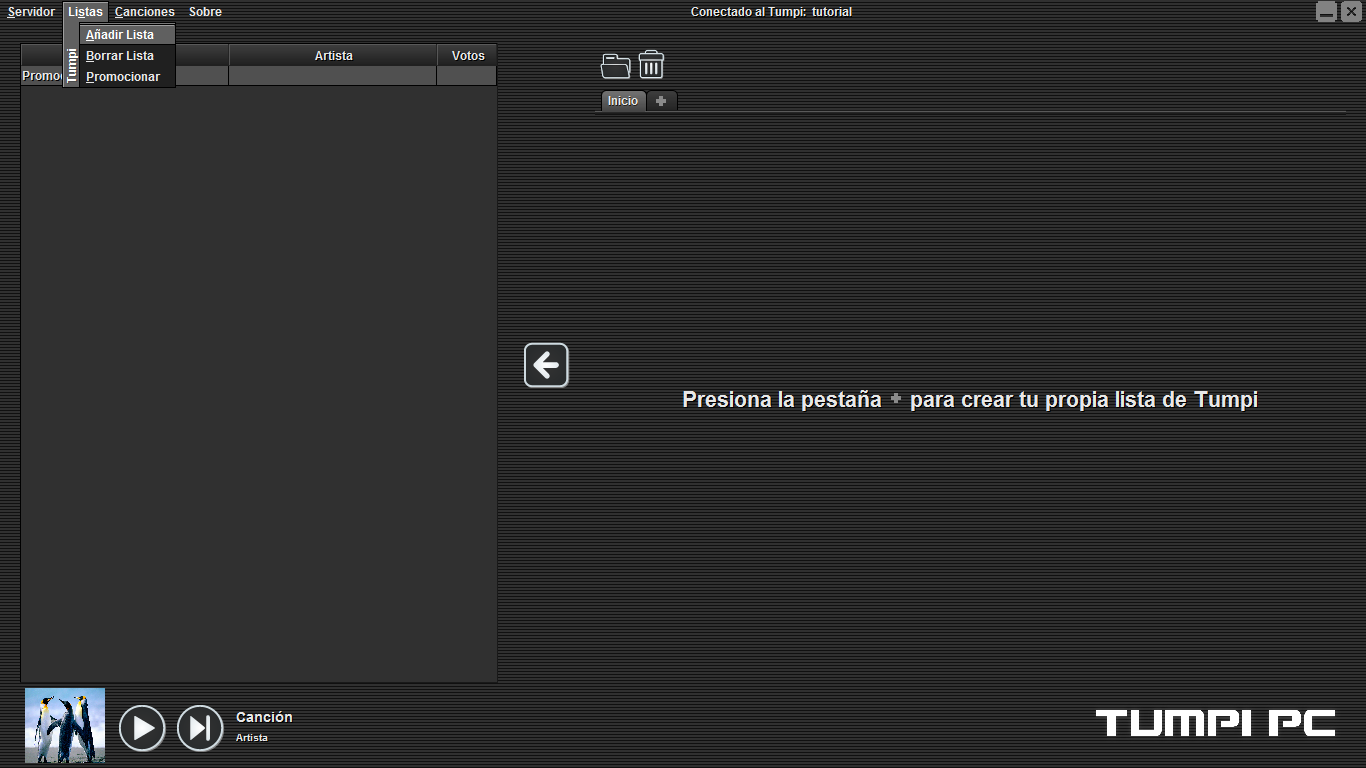 Servidor Listas Canciones Sobre
Conectado al Tumpi: tutorial
Tumpi
Añadir Lista
Borrar Lista
Promocionar
Artista Votos
Inicio
Presiona la pestaña + para crear tu propia lista de Tumpi
Canción
Artista
TUMPI PC